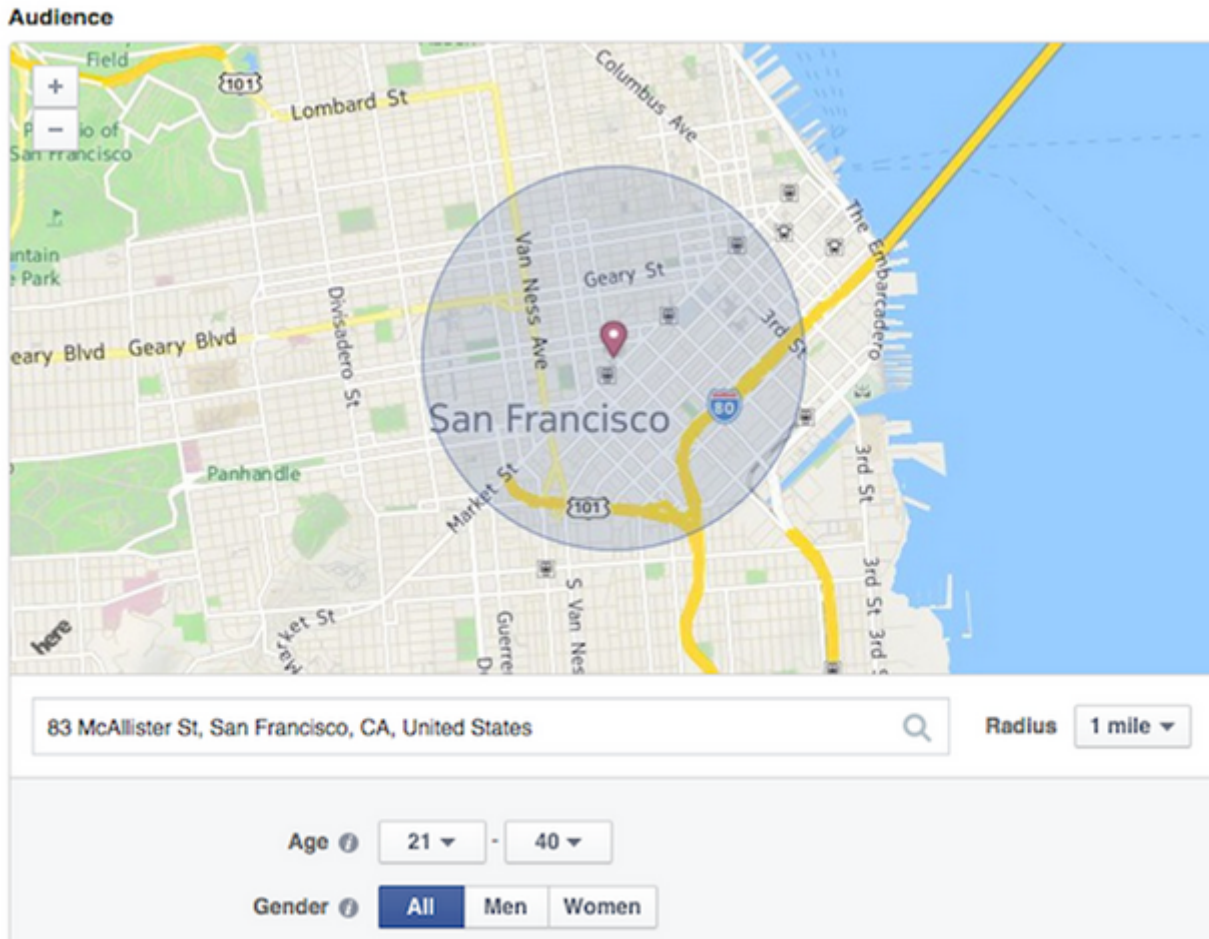 Audience
Field
+
101
Columbus Ave
Lombard St
−
San Francisco
The Embarcadero
Van Ness Ave
Park
Geary St
Divisadero St
3rd St
Geary Blvd
80
San Francisco
Panhandle
Market St
3rd St
101
3rd St
S Van Nes
here
Market St
Guerre
3rd S
83 McAllister St, San Francisco, CA, United States
Radius
1 mile
Age
21
-
40
Gender
All
Men
Women